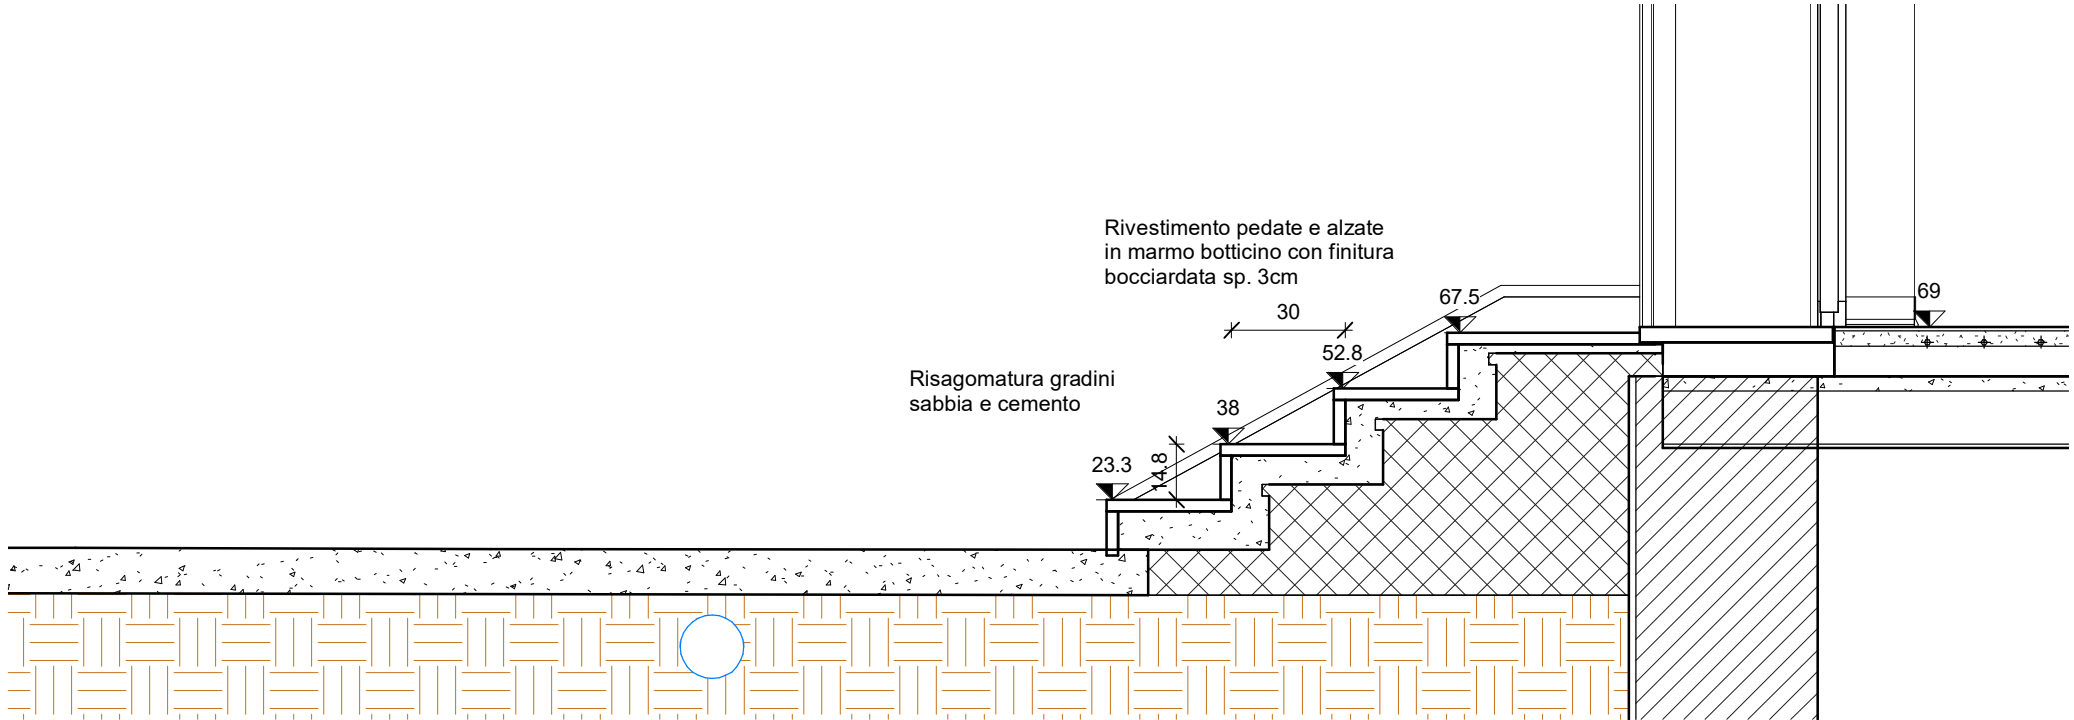 Rivestimento pedate e alzate
in marmo botticino con finitura
bocciardata sp. 3cm
67.5
69
30
52.8
Risagomatura gradini
sabbia e cemento
38
23.3
14.8